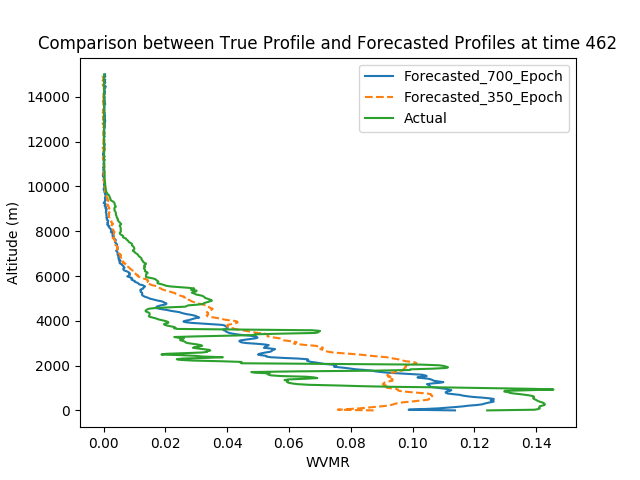 Comparison between True Profile and Forecasted Profiles at time 462
Forecasted_700_Epoch
Forecasted_350_Epoch
Actual
14000
12000
10000
8000
6000
4000
2000
0
Altitude (m)
0.00 0.02 0.04 0.06 0.08 0.10 0.12 0.14
WVMR